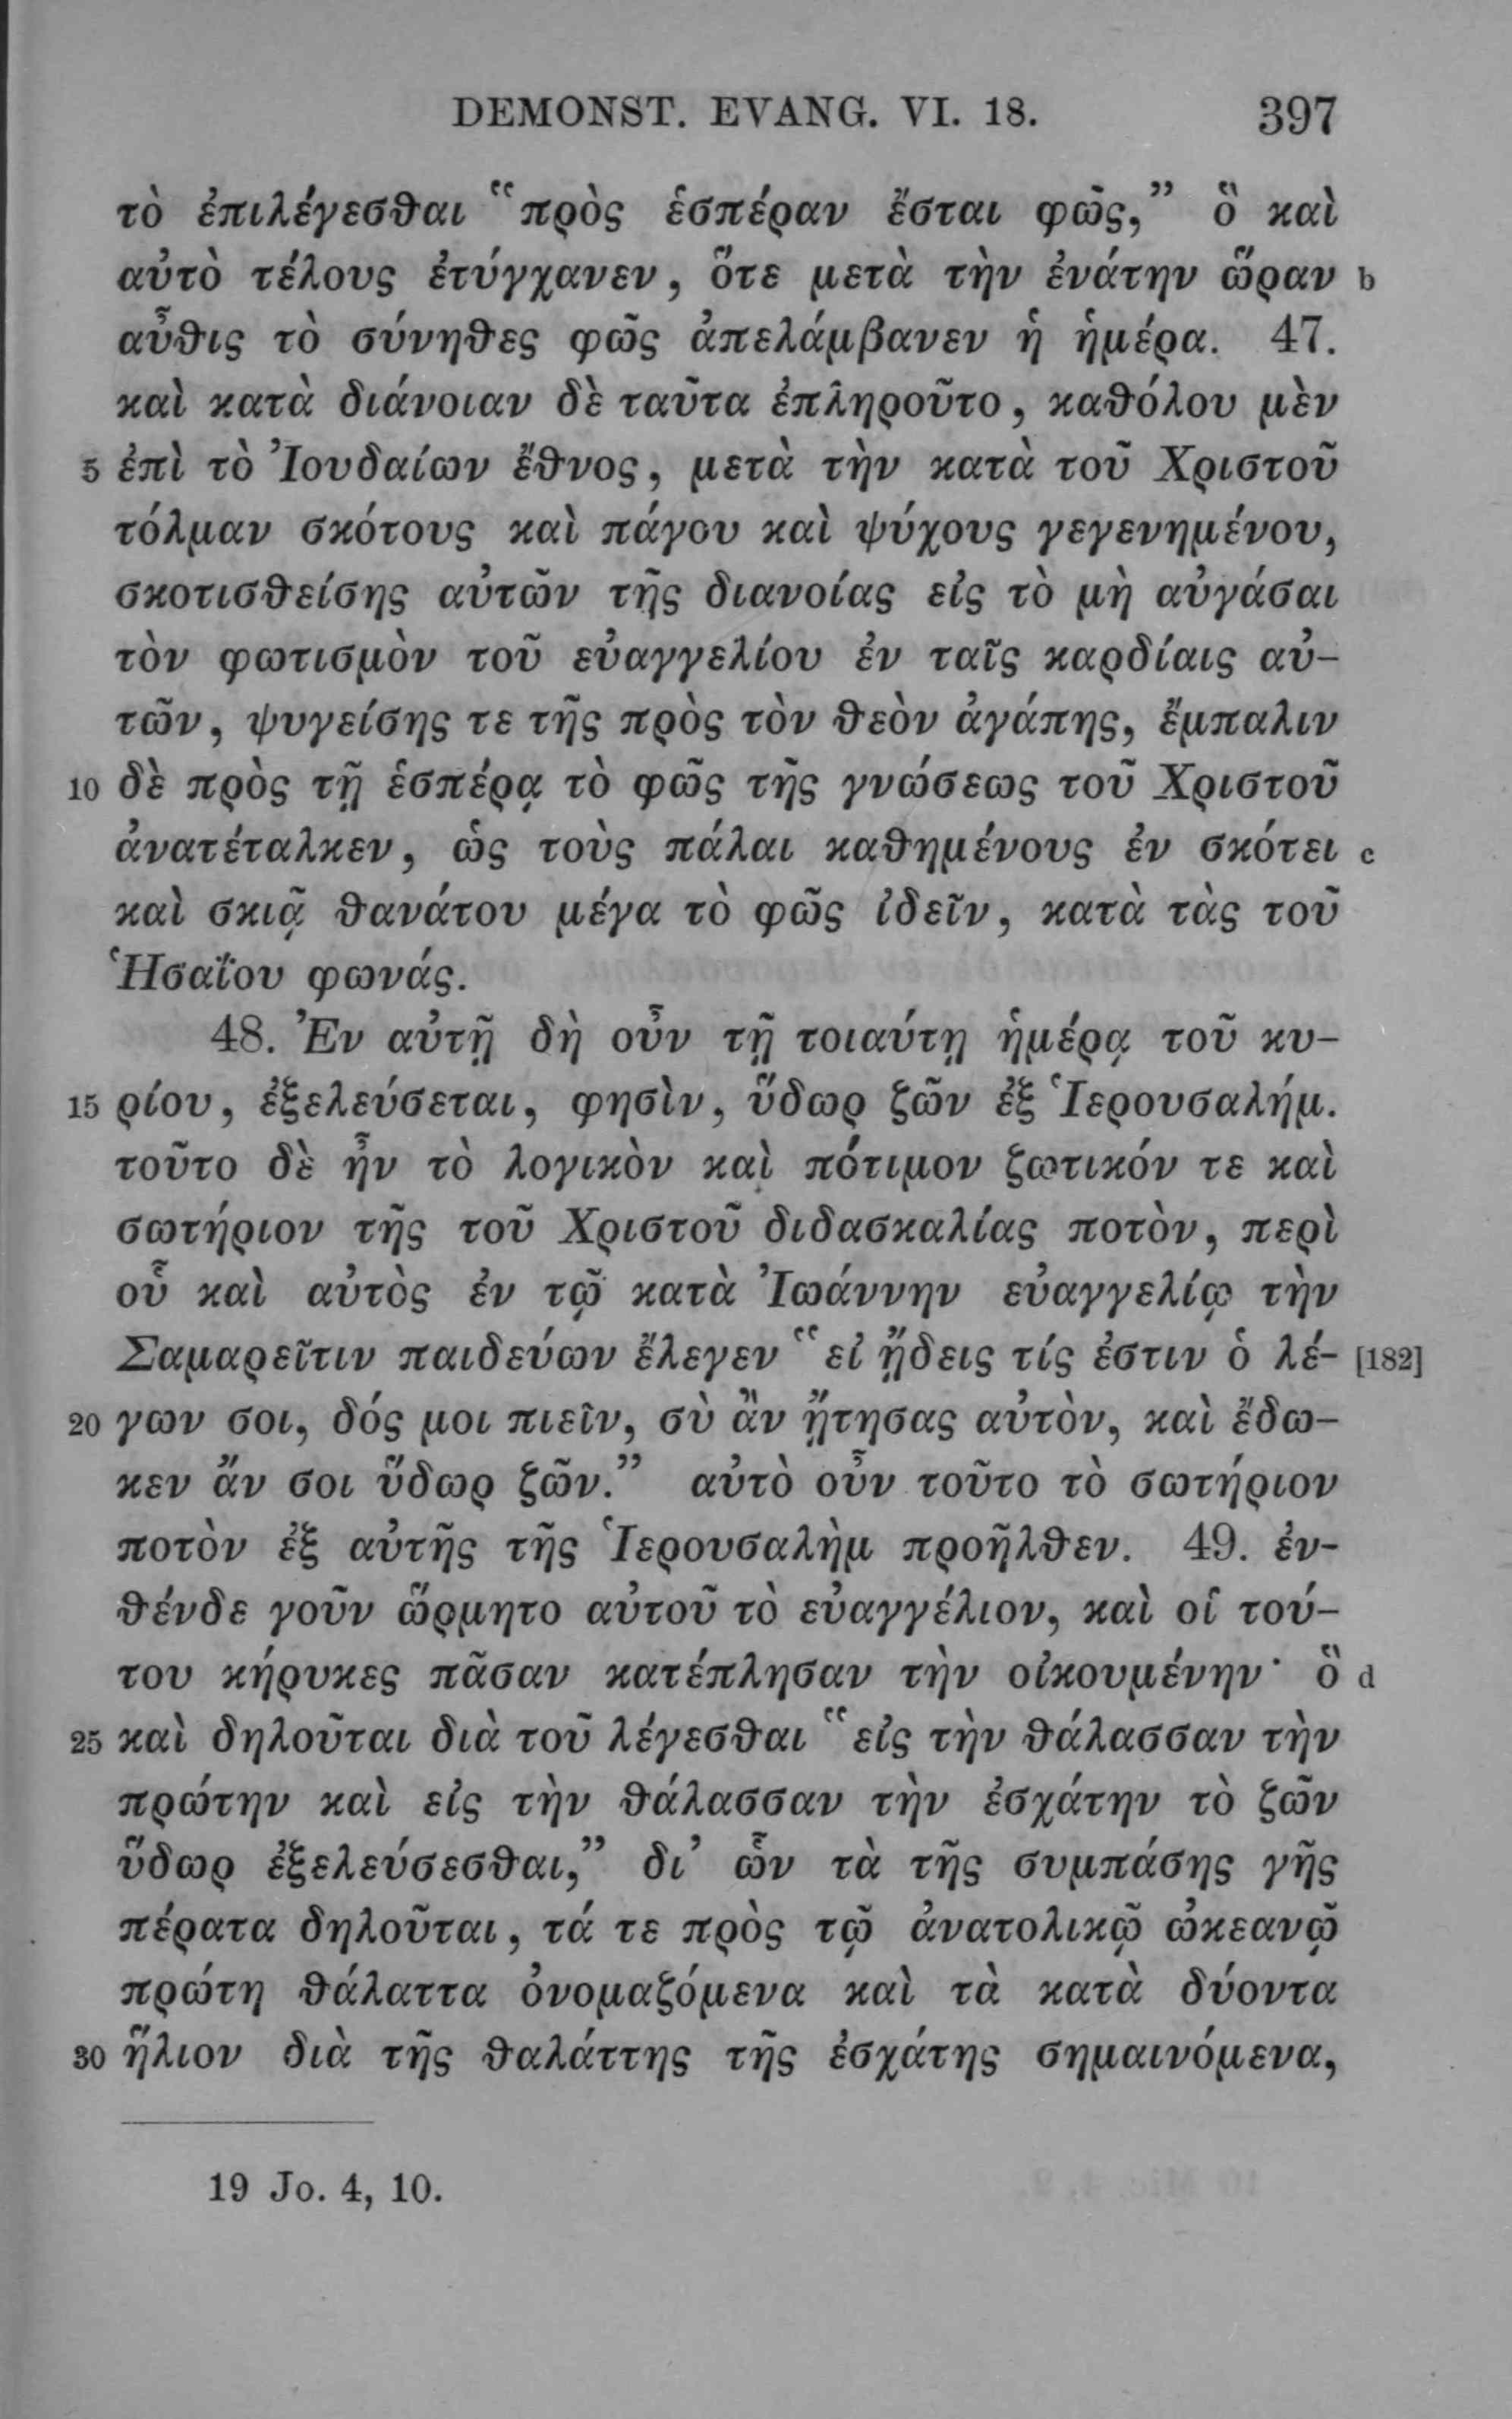 DEMONST. EVANG. VI. 18. 397
τὸ ἐπιλέγεσθαι “πρὸς ἑσπέραν ἔσται φῶς,” ὃ καὶ
αὐτὸ τέλους ἐτύγχανεν, ὅτε μετὰ τὴν ἐνάτην ὥραν b
αὖθις τὸ σύνηθες φῶς ἀπελάμβανεν ἡ ἡμέρα. 47.
καὶ κατὰ διάνοιαν δὲ ταῦτα ἐπληροῦτο, καθόλου μὲν
5 ἐπὶ τὸ Ἰουδαίων ἔθνος, μετὰ τὴν κατὰ τοῦ Χριστοῦ
τόλμαν σκότους καὶ πάγου καὶ ψύχους γεγενημένου,
σκοτισθείσης αὐτῶν τῆς διανοίας εἰς τὸ μὴ αὐγάσαι
τὸν φωτισμὸν τοῦ εὐαγγελίου ἐν ταῖς καρδίαις αὐ-
τῶν, ψυγείσης τε τῆς πρὸς τὸν θεὸν ἀγάπης, ἔμπαλιν
10 δὲ πρὸς τῇ ἑσπέρᾳ τὸ φῶς τῆς γνώσεως τοῦ Χριστοῦ
ἀνατέταλκεν, ὡς τοὺς πάλαι καθημένους ἐν σκότει c
καὶ σκιᾷ θανάτου μέγα τὸ φῶς ἰδεῖν, κατὰ τὰς τοῦ
Ἡσαΐου φωνάς.
48. Ἐν αὐτῇ δὴ οὖν τῇ τοιαύτῃ ἡμέρᾳ τοῦ κυ-
15 ρίου, ἐξελεύσεται, φησὶν, ὕδωρ ζῶν ἐξ Ἱερουσαλήμ.
τοῦτο δὲ ἦν τὸ λογικὸν καὶ πότιμον ζωτικόν τε καὶ
σωτήριον τῆς τοῦ Χριστοῦ διδασκαλίας ποτὸν, περὶ
οὗ καὶ αὐτὸς ἐν τῷ κατὰ Ἰωάννην εὐαγγελίῳ τὴν
Σαμαρεῖτιν παιδεύων ἔλεγεν “εἰ ᾔδεις τίς ἐστιν ὁ λέ- [182]
20 γων σοι, δός μοι πιεῖν, σὺ ἂν ᾔτησας αὐτὸν, καὶ ἔδω-
κεν ἄν σοι ὕδωρ ζῶν.” αὐτὸ οὖν τοῦτο τὸ σωτήριον
ποτὸν ἐξ αὐτῆς τῆς Ἱερουσαλὴμ προῆλθεν. 49. ἐν-
θένδε γοῦν ὥρμητο αὐτοῦ τὸ εὐαγγέλιον, καὶ οἱ τού-
του κήρυκες πᾶσαν κατέπλησαν τὴν οἰκουμένην· ὃ d
25 καὶ δηλοῦται διὰ τοῦ λέγεσθαι “εἰς τὴν θάλασσαν τὴν
πρώτην καὶ εἰς τὴν θάλασσαν τὴν ἐσχάτην τὸ ζῶν
ὕδωρ ἐξελεύσεσθαι,” δι’ ὧν τὰ τῆς συμπάσης γῆς
πέρατα δηλοῦται, τά τε πρὸς τῷ ἀνατολικῷ ὠκεανῷ
πρώτη θάλαττα ὀνομαζόμενα καὶ τὰ κατὰ δύοντα
30 ἥλιον διὰ τῆς θαλάττης τῆς ἐσχάτης σημαινόμενα,
19 Jo. 4, 10.